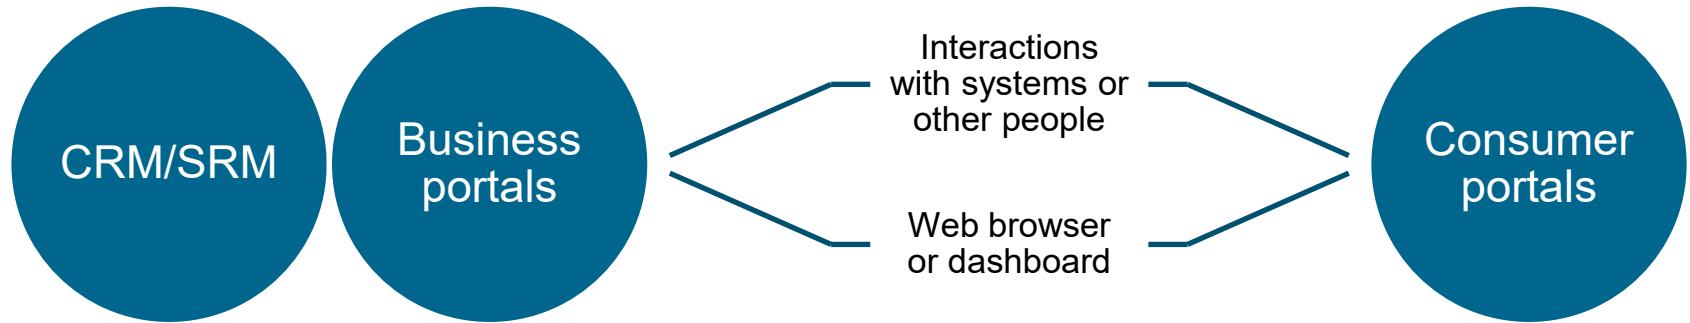 CRM/SRM
Business
portals
Interactions
with systems or
other people
Web browser
or dashboard
Consumer
portals